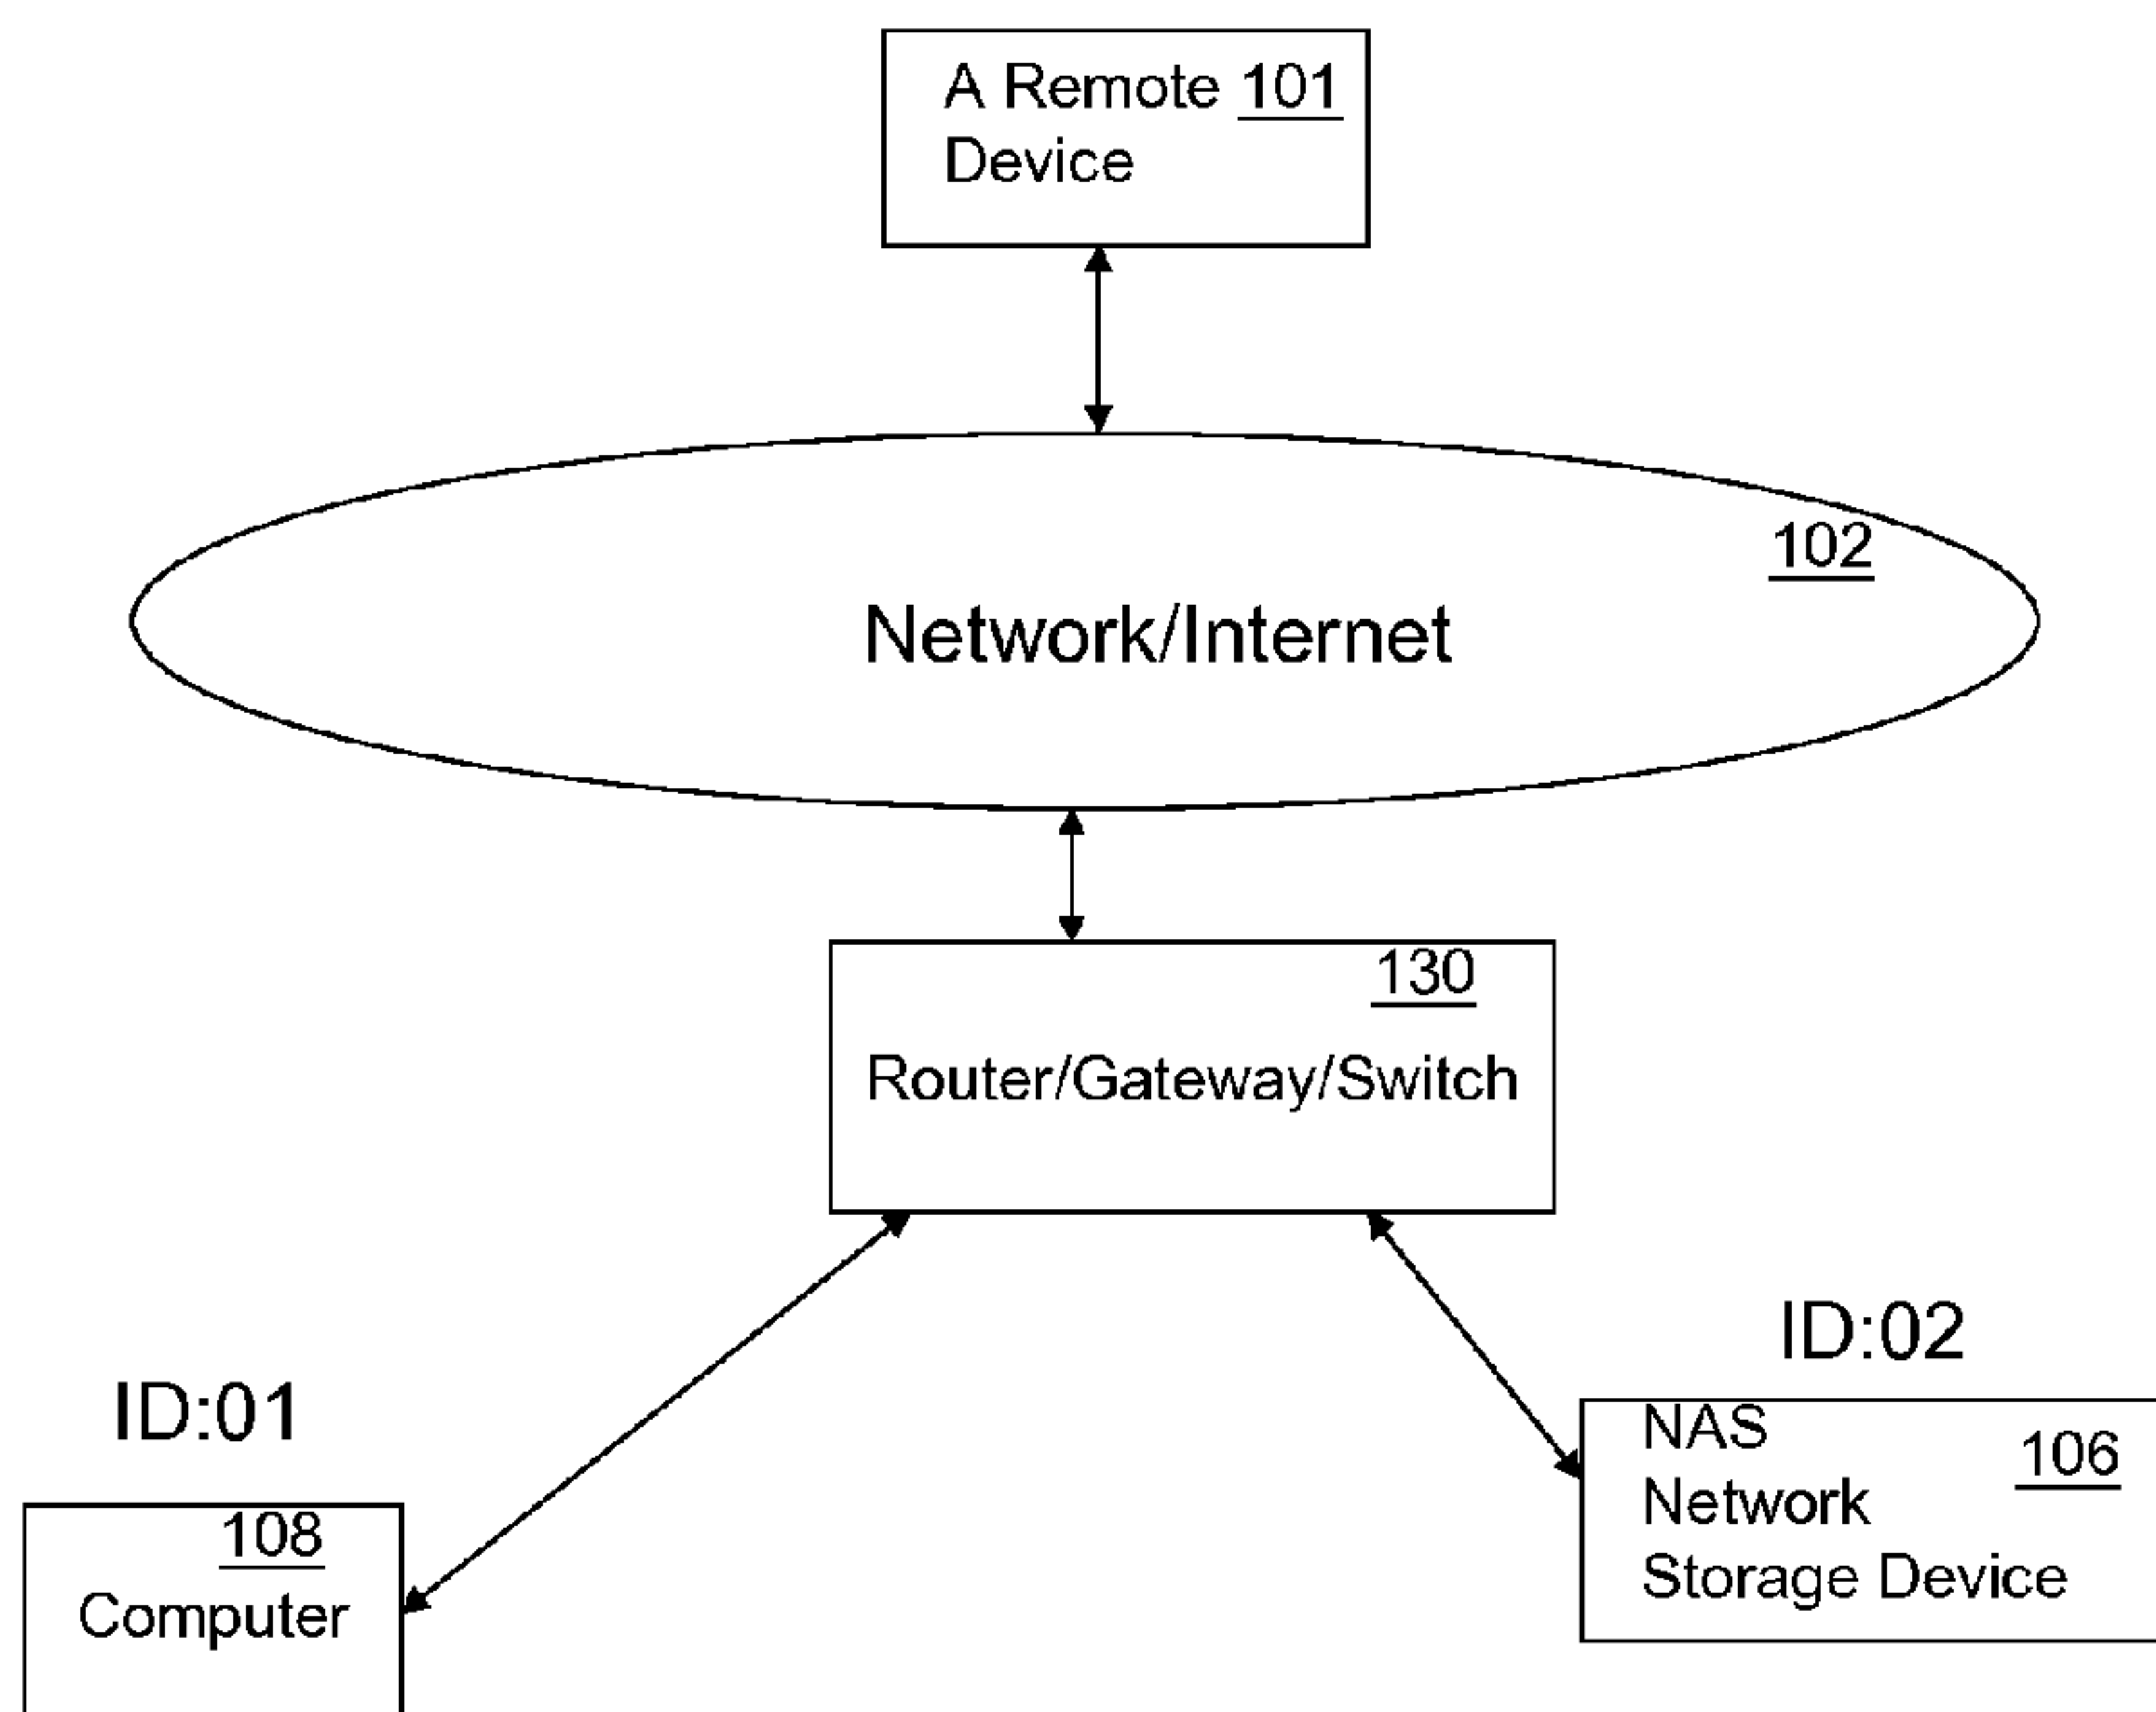 A Remote 101
Device
102
Network/Internet
130
Router/Gateway/Switch
ID:02
ID:01
NAS
106
Network
Storage Device
108
Computer